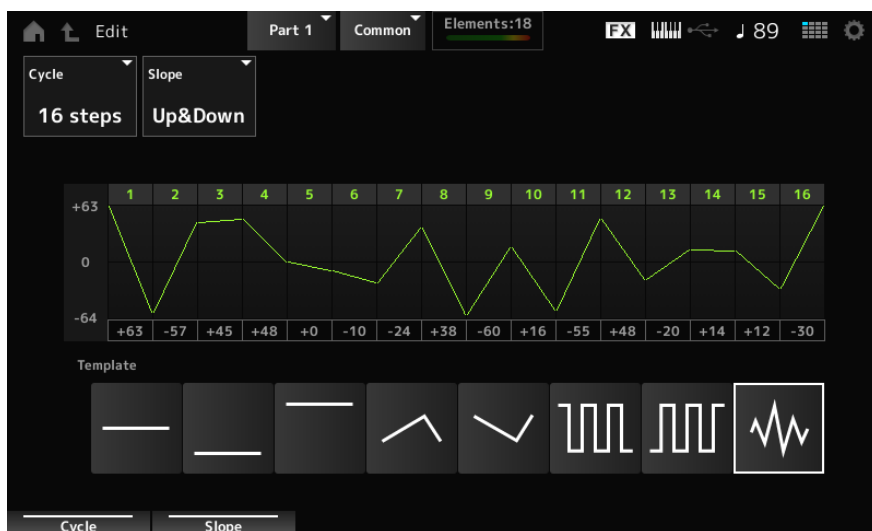 Edit Part 1 Common Elements:18 FX 89
Cycle Slope
16 steps Up&Down
1 2 3 4 5 6 7 8 9 10 11 12 13 14 15 16
+63
0
-64
+63 -57 +45 +48 +0 -10 -24 +38 -60 +16 -55 +48 -20 +14 +12 -30
Template
Cycle Slope